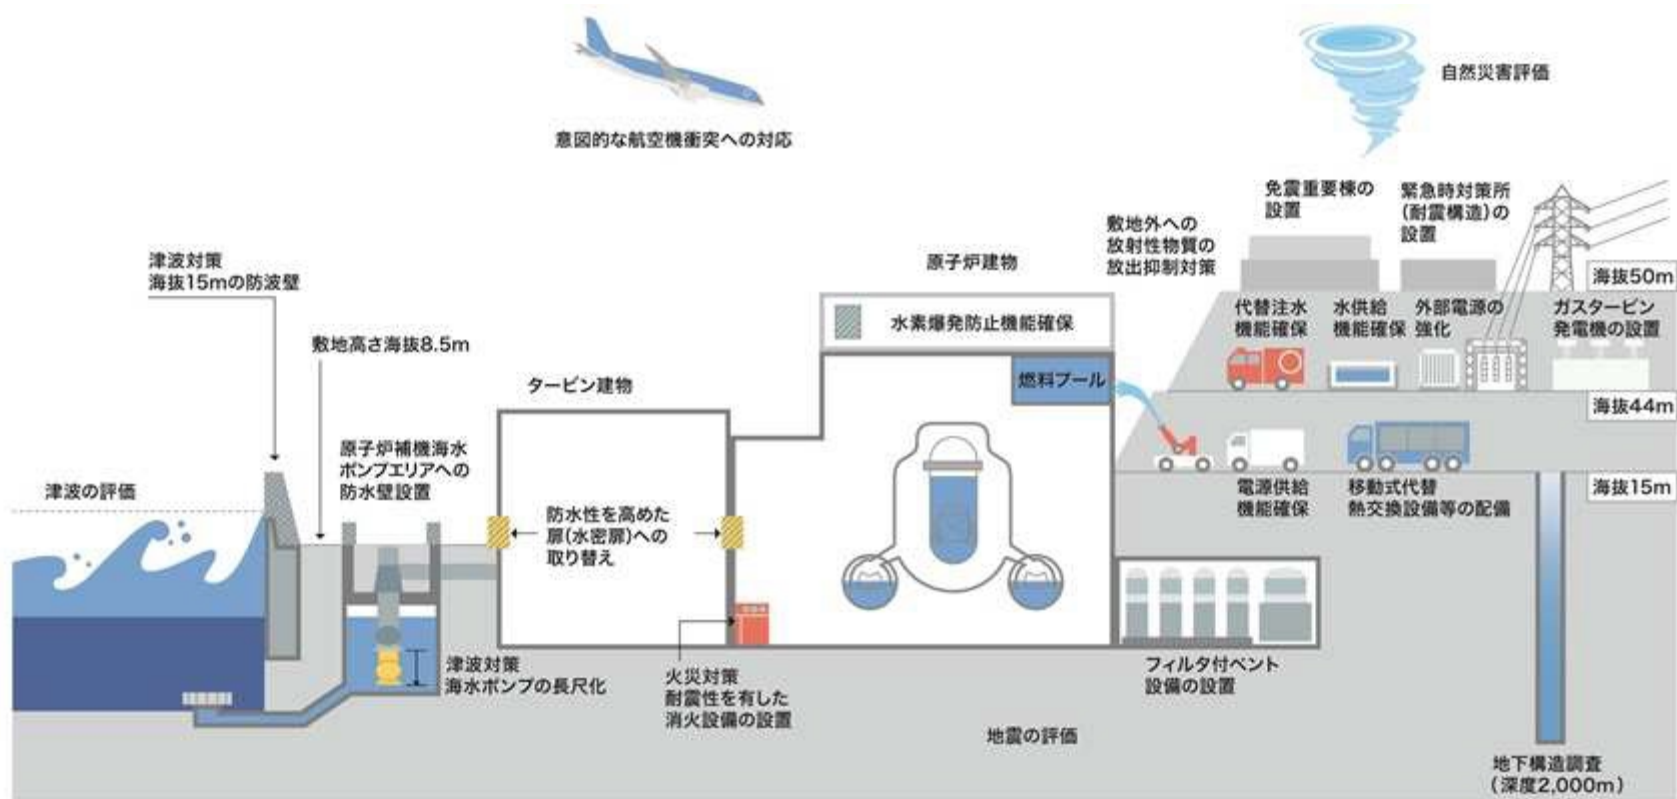 意図的な航空機衝突への対応
自然災害評価
免震重要棟の
設置
緊急時対策所
(耐震構造)の
設置
敷地外への
放射性物質の
放出抑制対策
津波対策
海抜15mの防波壁
原子炉建物
海抜50m
代替注水
機能確保
水供給
機能確保
外部電源の
強化
ガスタービン
発電機の設置
水素爆発防止機能確保
敷地高さ海抜8.5m
タービン建物
燃料プール
海抜44m
原子炉補機海水
ポンプエリアへの
防水壁設置
津波の評価
電源供給
機能確保
移動式代替
熱交換設備等の配備
海抜15m
防水性を高めた
扉(水密扉)への
取り替え
津波対策
海水ポンプの長尺化
火災対策
耐震性を有した
消火設備の設置
フィルタ付ベント
設備の設置
地震の評価
地下構造調査
(深度2,000m)